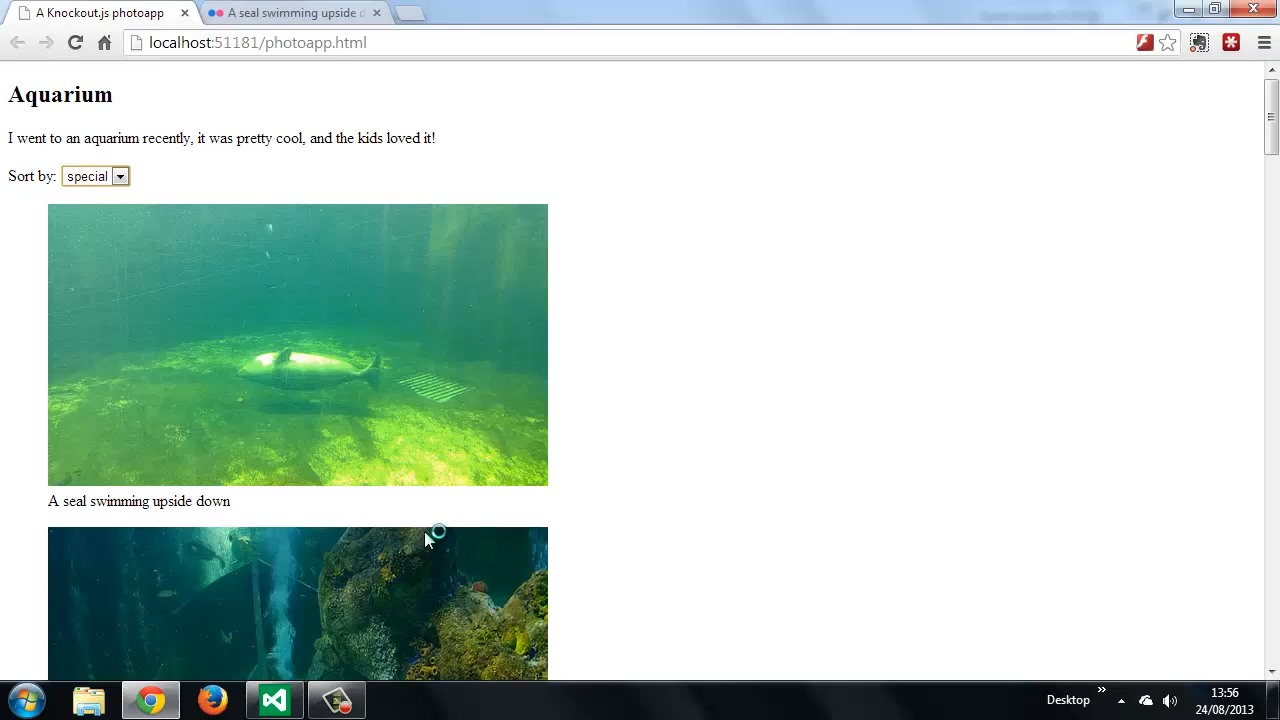 A Knockout.js photoapp
A seal swimming upside d
localhost:51181/photoapp.html
Aquarium
I went to an aquarium recently, it was pretty cool, and the kids loved it!
Sort by: special
A seal swimming upside down
Desktop
13:56
24/08/2013